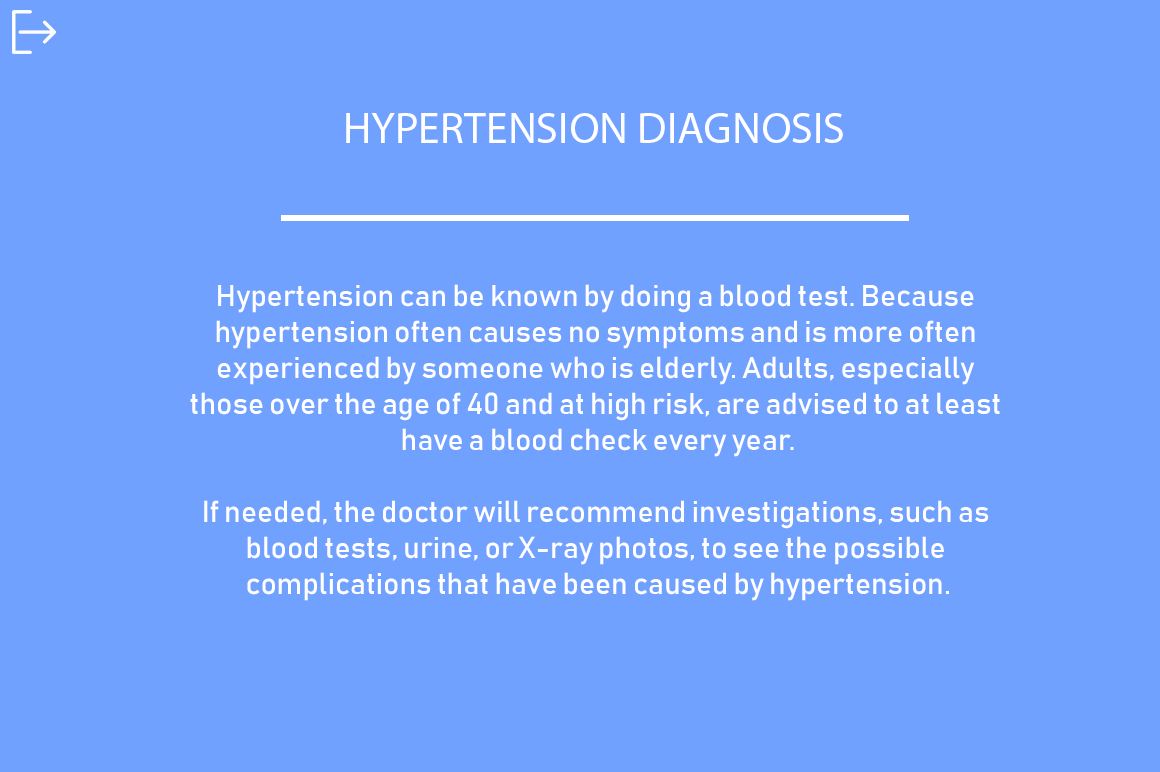 HYPERTENSION DIAGNOSIS
Hypertension can be known by doing a blood test. Because
hypertension often causes no symptoms and is more often
experienced by someone who is elderly. Adults, especially
those over the age of 40 and at high risk, are advised to at least
have a blood check every year.
If needed, the doctor will recommend investigations, such as
blood tests, urine, or X-ray photos, to see the possible
complications that have been caused by hypertension.